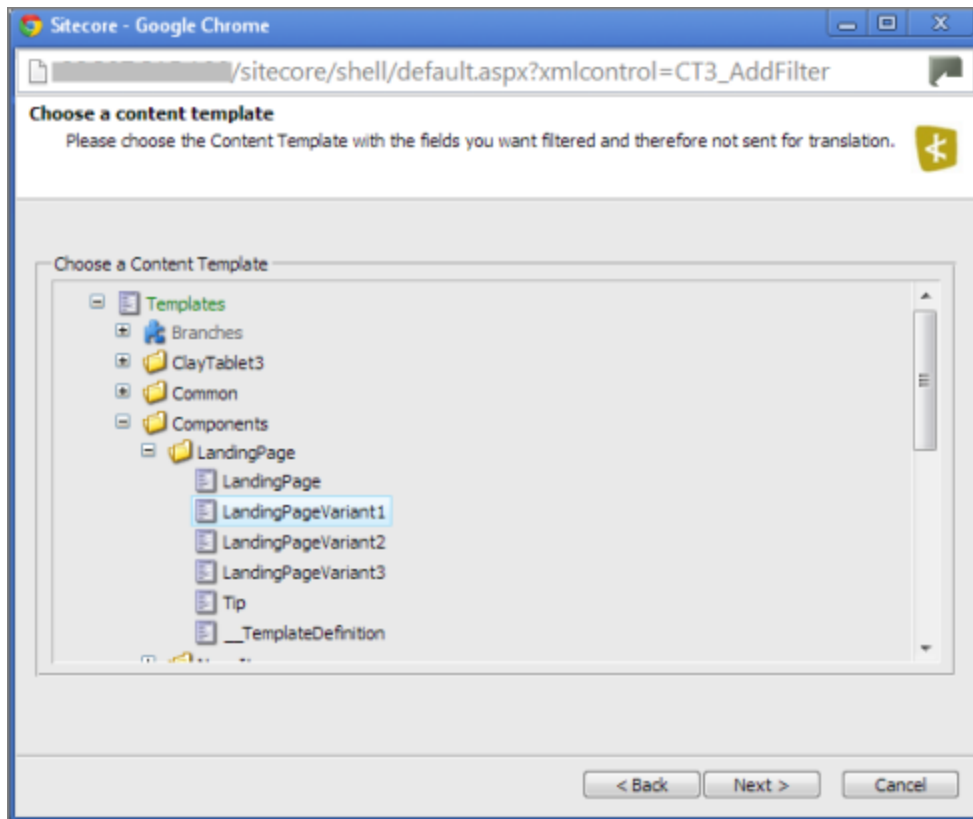 Sitecore - Google Chrome
/sitecore/shell/default.aspx?xmlcontrol=CT3_AddFilter
Choose a content template
Please choose the Content Template with the fields you want filtered and therefore not sent for translation.
Choose a Content Template
Templates
Branches
ClayTablet3
Common
Components
LandingPage
LandingPage
LandingPageVariant1
LandingPageVariant2
LandingPageVariant3
Tip
__TemplateDefinition
< Back Next > Cancel